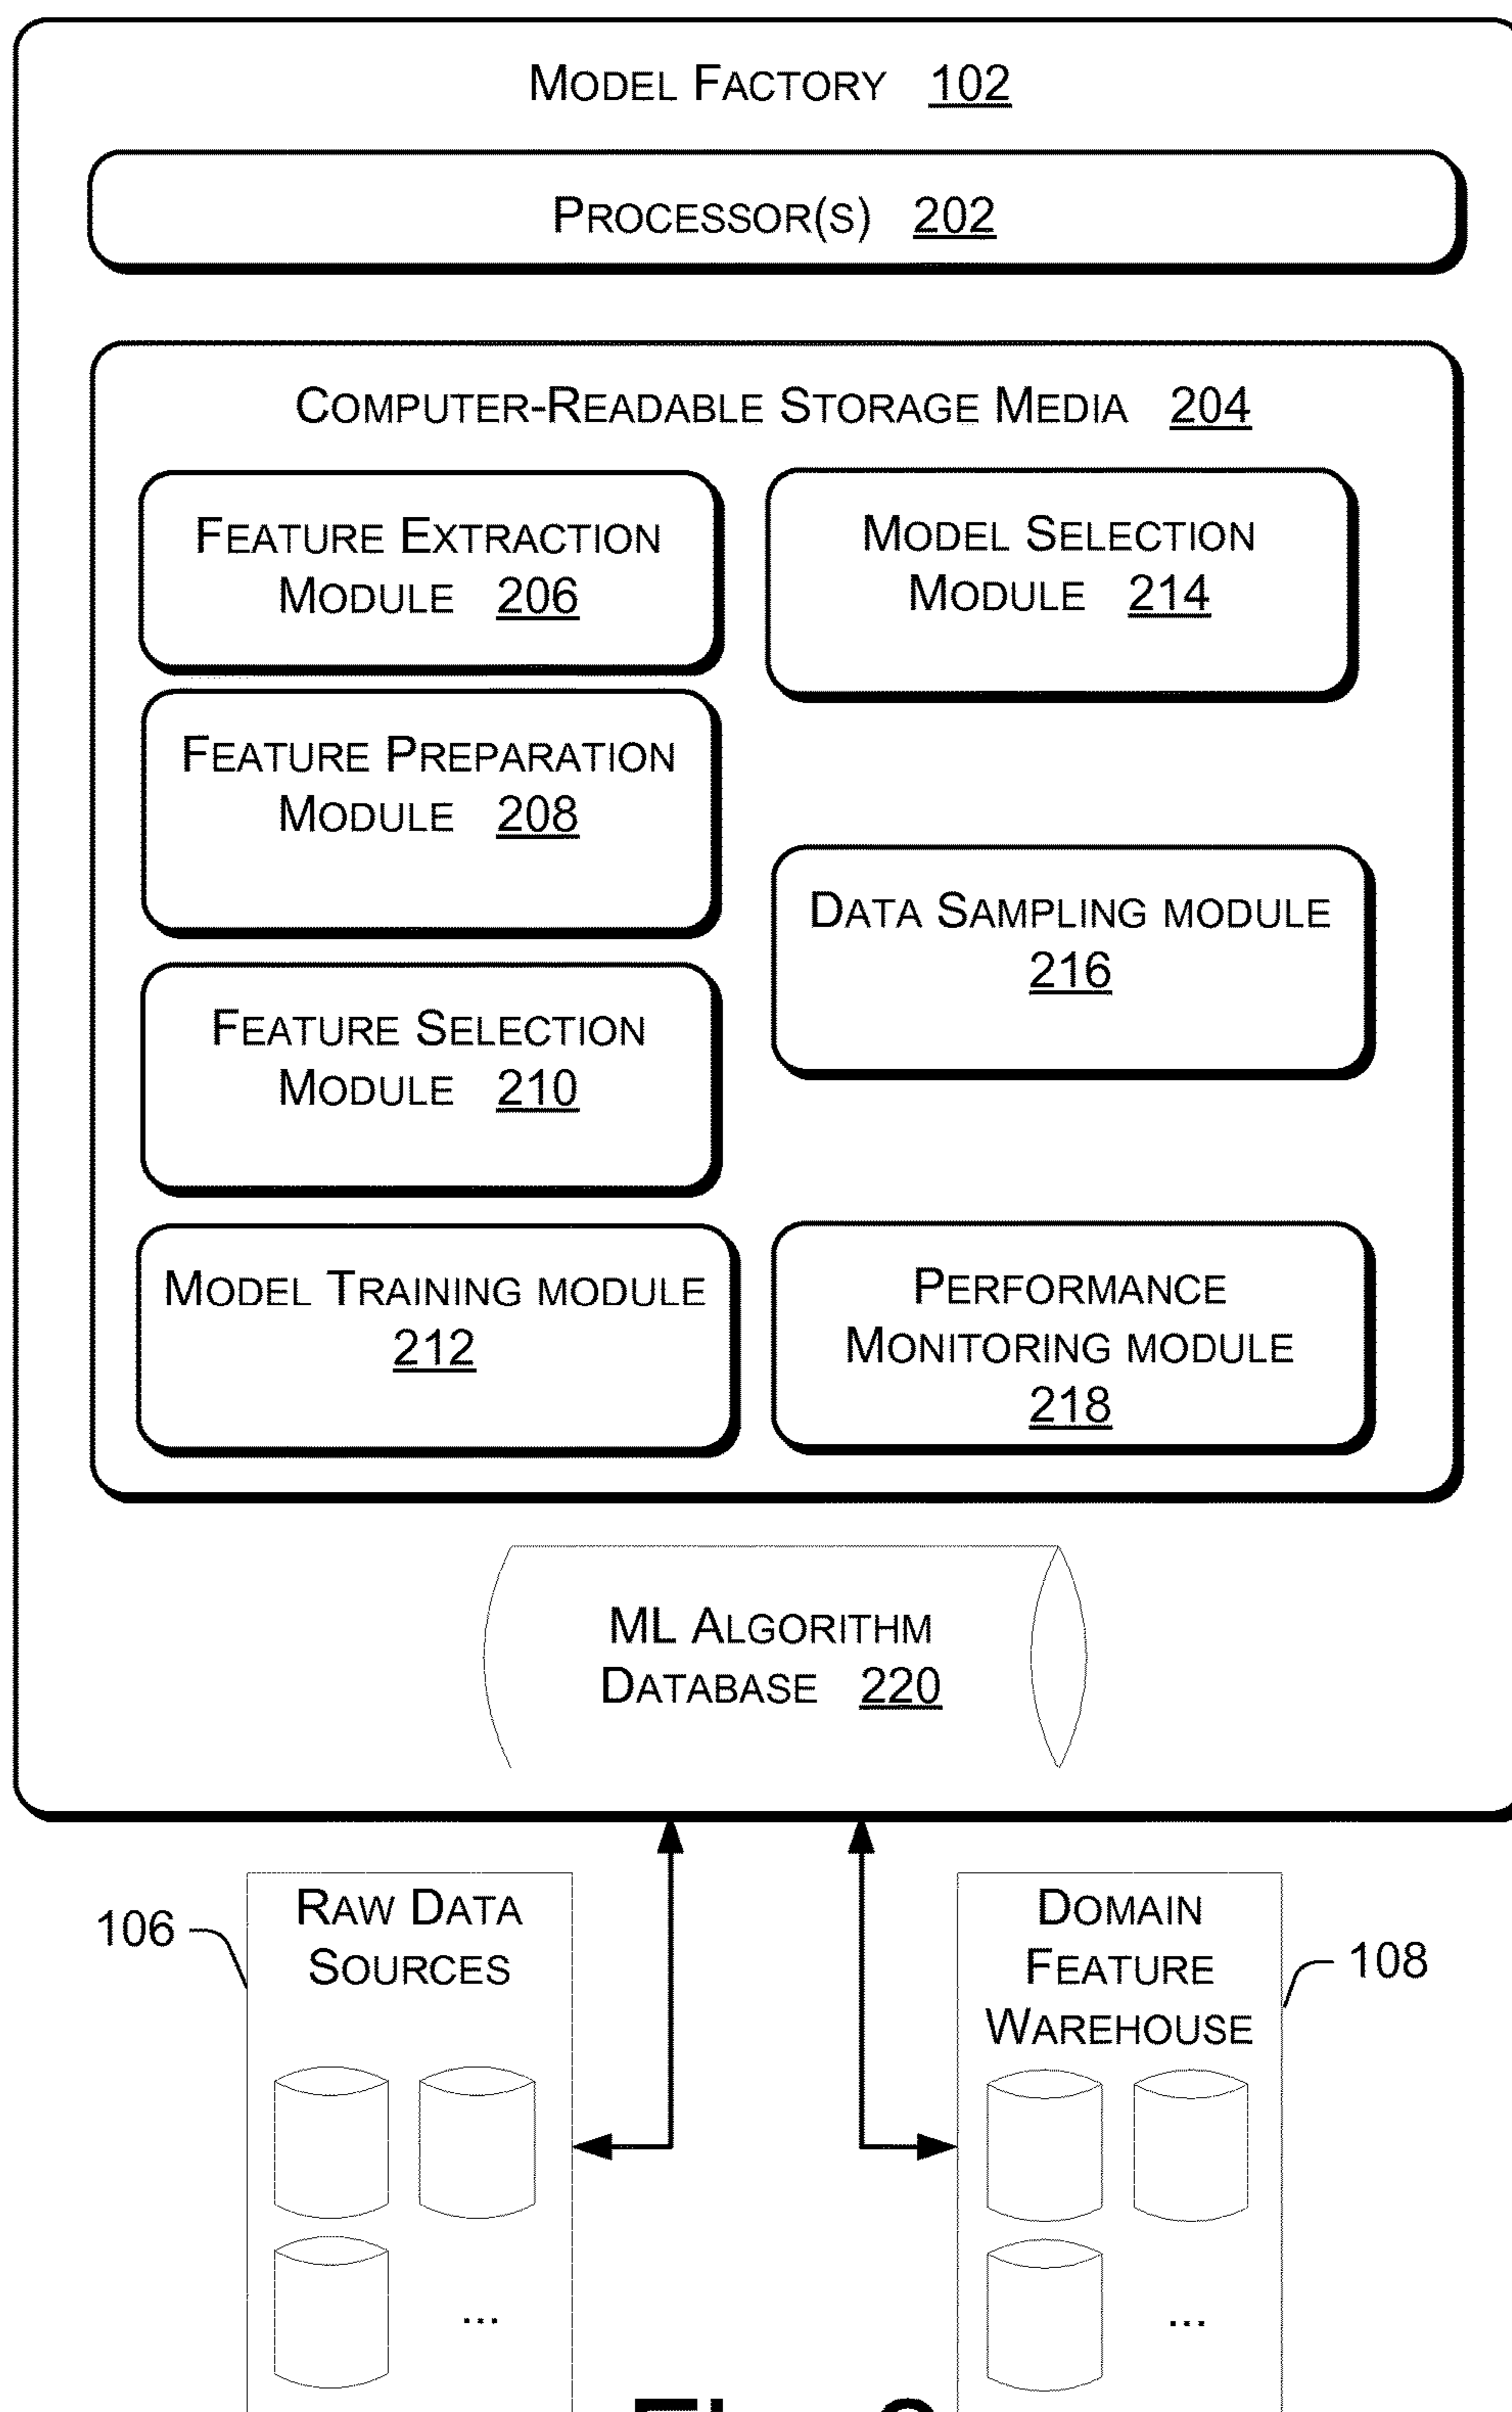 MODEL FACTORY 102
PROCESSOR(S) 202
COMPUTER-READABLE STORAGE MEDIA 204
FEATURE EXTRACTION
MODULE 206
FEATURE PREPARATION
MODULE 208
FEATURE SELECTION
MODULE 210
MODEL TRAINING MODULE
212
MODEL SELECTION
MODULE 214
DATA SAMPLING MODULE
216
PERFORMANCE
MONITORING MODULE
218
ML ALGORITHM
DATABASE 220
106
RAW DATA
SOURCES
...
DOMAIN
FEATURE
WAREHOUSE
108
...